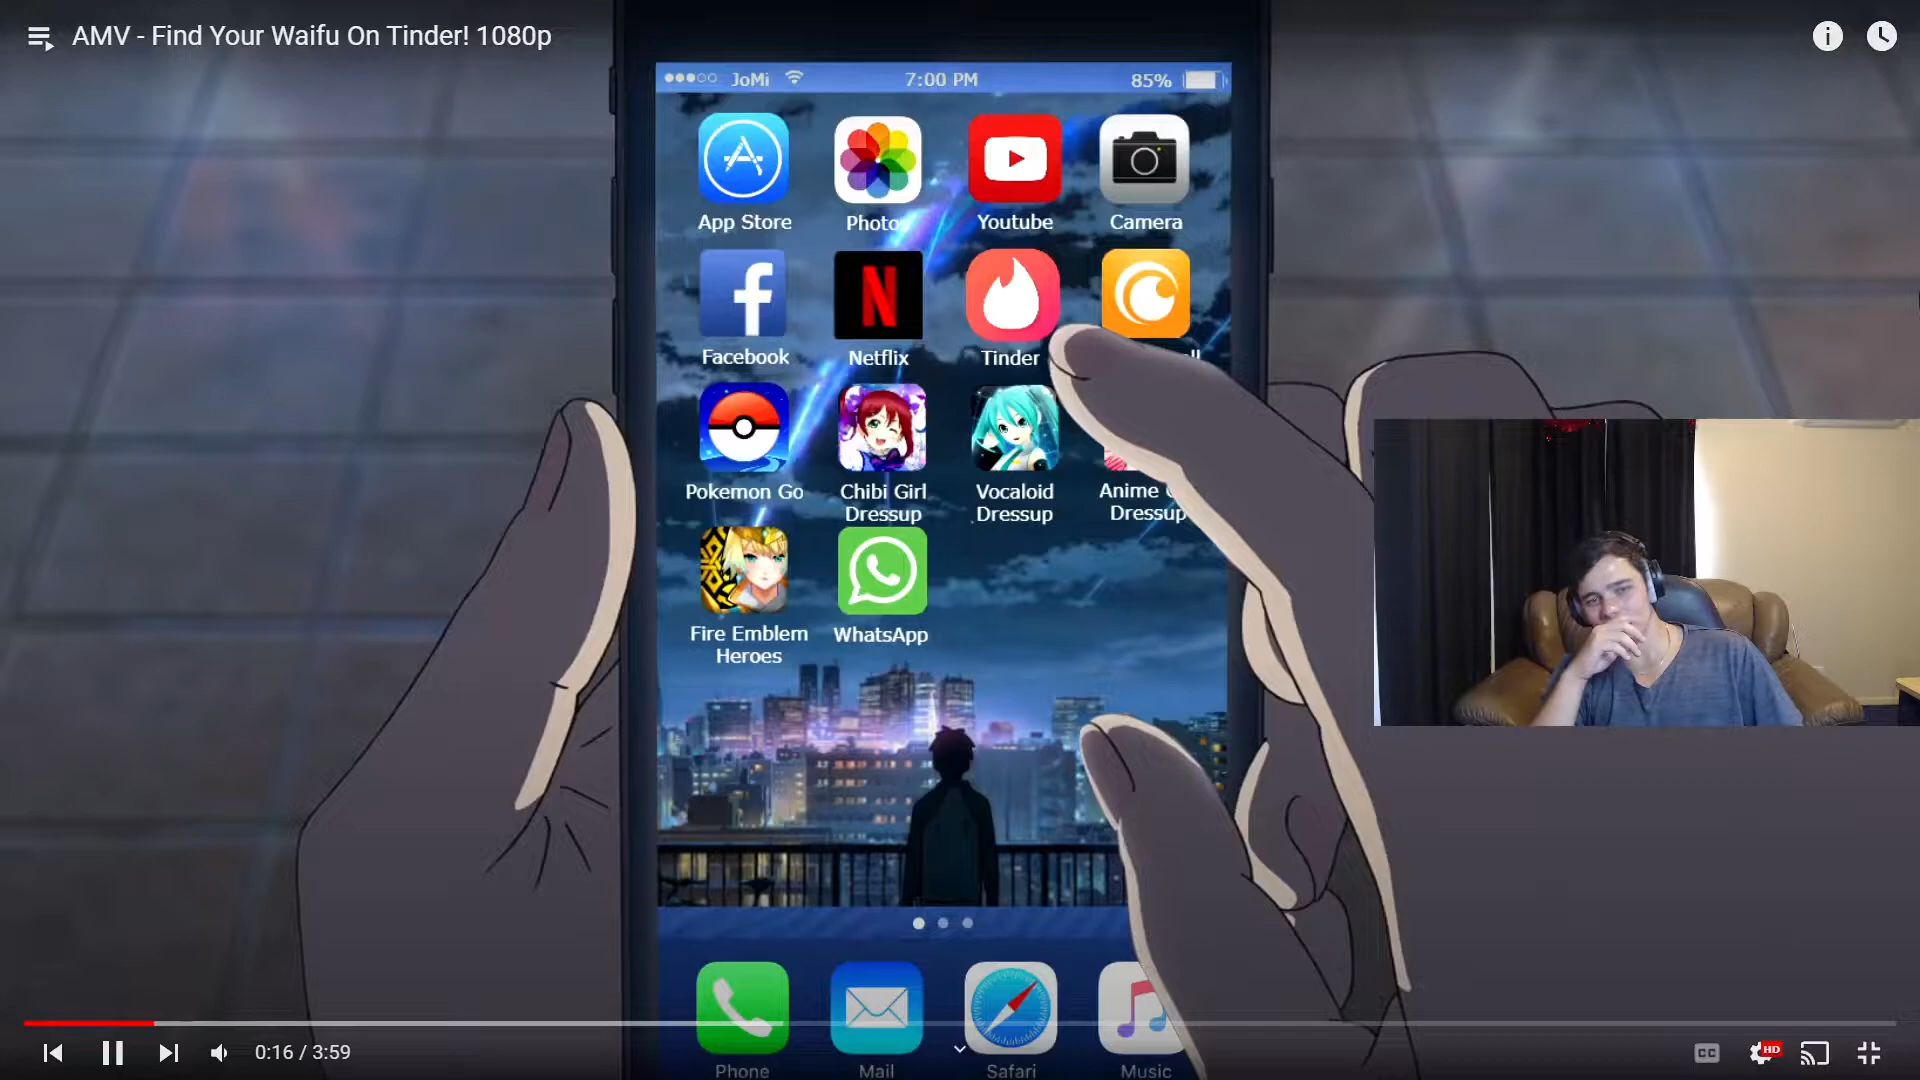 AMV - Find Your Waifu On Tinder! 1080p
JoMi 7:00 PM 85%
App Store Photos Youtube Camera
Facebook Netflix Tinder
Pokemon Go Chibi Girl Dressup Vocaloid Dressup Anime Dressup
Fire Emblem Heroes WhatsApp
Phone Mail Safari Music
0:16 / 3:59
CC HD